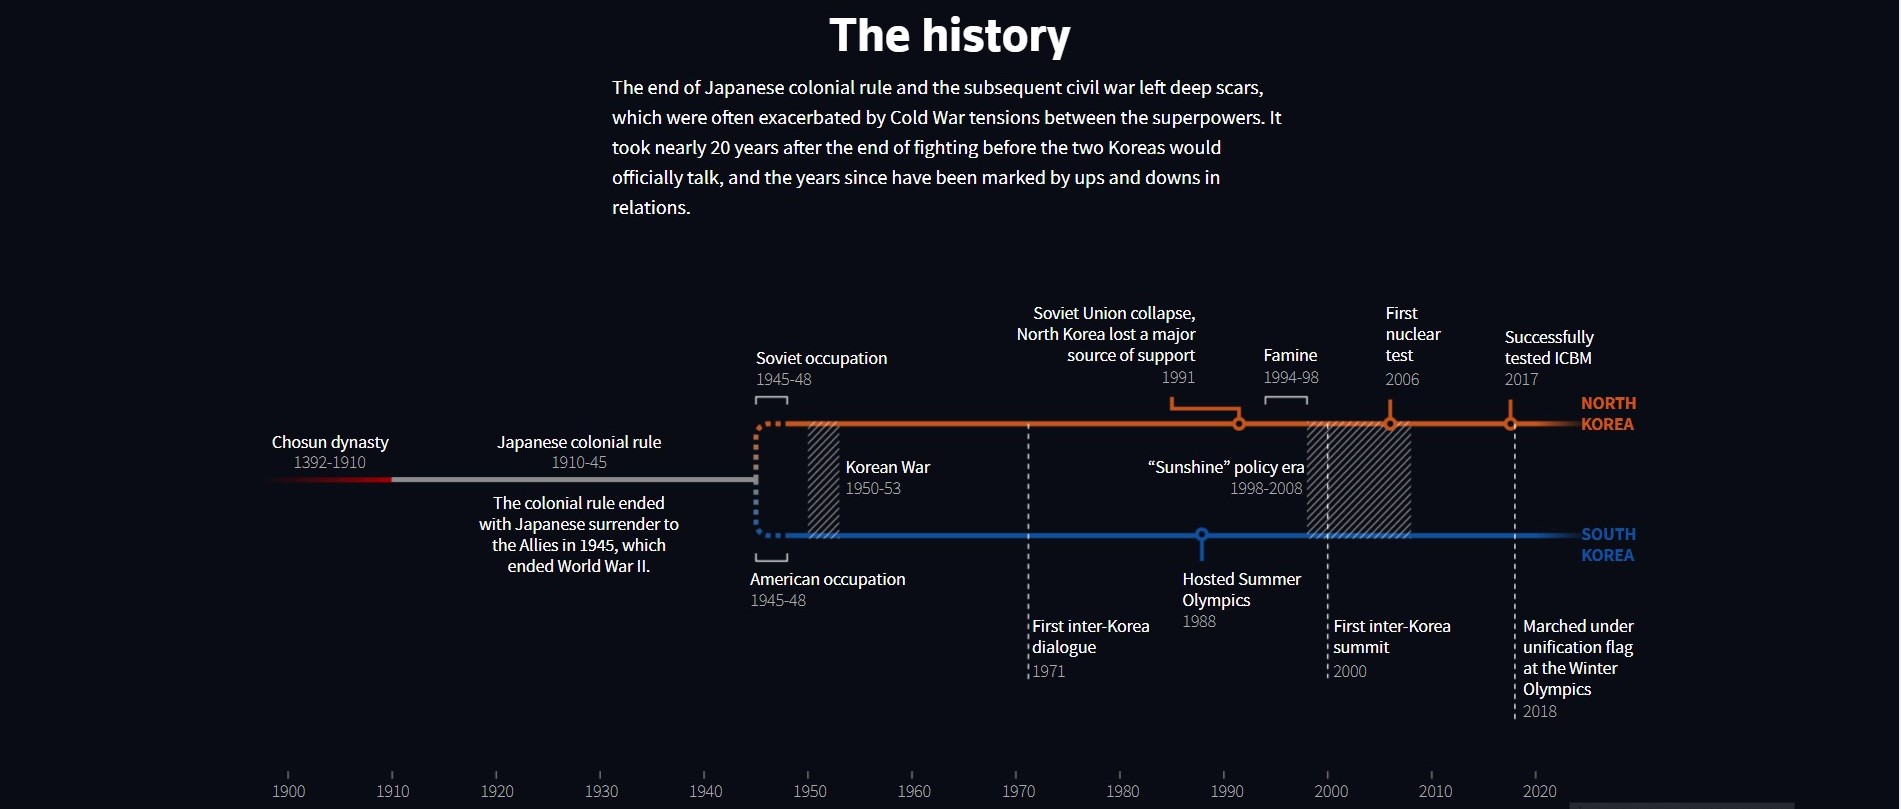 The history
The end of Japanese colonial rule and the subsequent civil war left deep scars,
which were often exacerbated by Cold War tensions between the superpowers. It
took nearly 20 years after the end of fighting before the two Koreas would
officially talk, and the years since have been marked by ups and downs in
relations.
Soviet Union collapse,
North Korea lost a major
source of support
1991
Famine
1994-98
First
nuclear
test
2006
Successfully
tested ICBM
2017
Soviet occupation
1945-48
NORTH
KOREA
Chosun dynasty
1392-1910
Japanese colonial rule
1910-45
The colonial rule ended
with Japanese surrender to
the Allies in 1945, which
ended World War II.
Korean War
1950-53
“Sunshine” policy era
1998-2008
SOUTH
KOREA
American occupation
1945-48
Hosted Summer
Olympics
1988
First inter-Korea
dialogue
1971
First inter-Korea
summit
2000
Marched under
unification flag
at the Winter
Olympics
2018
1900 1910 1920 1930 1940 1950 1960 1970 1980 1990 2000 2010 2020